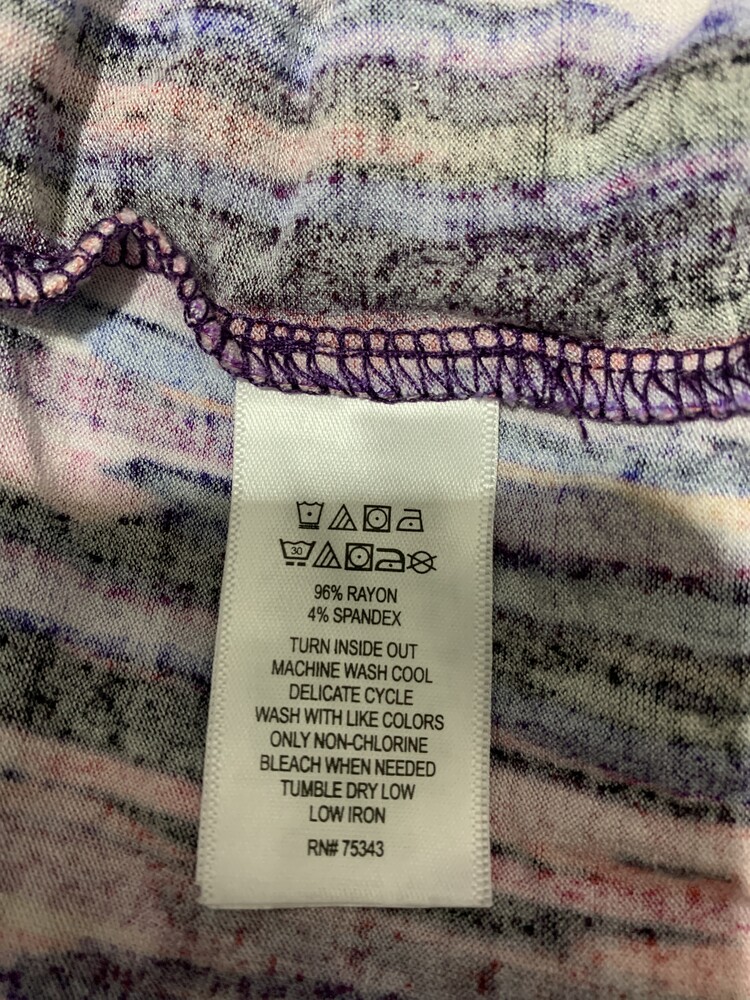 30
96% RAYON
4% SPANDEX
TURN INSIDE OUT
MACHINE WASH COOL
DELICATE CYCLE
WASH WITH LIKE COLORS
ONLY NON-CHLORINE
BLEACH WHEN NEEDED
TUMBLE DRY LOW
LOW IRON
RN# 75343